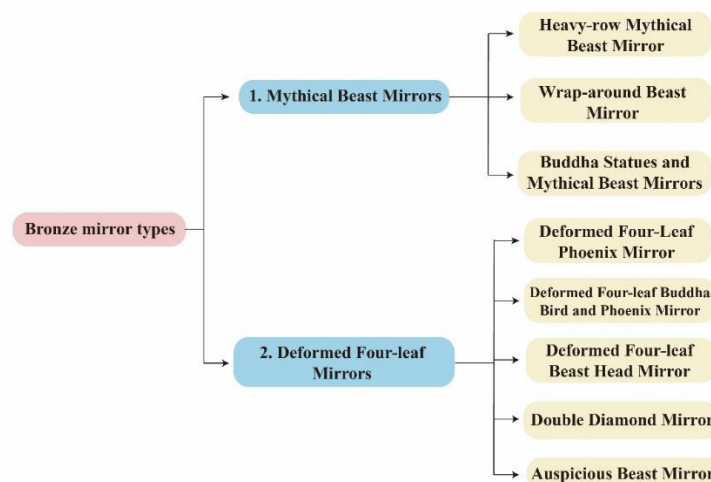 Bronze mirror types
1. Mythical Beast Mirrors
Heavy-row Mythical
Beast Mirror
Wrap-around Beast
Mirror
Buddha Statues and
Mythical Beast Mirrors
2. Deformed Four-leaf
Mirrors
Deformed Four-Leaf
Phoenix Mirror
Deformed Four-leaf Buddha
Bird and Phoenix Mirror
Deformed Four-leaf
Beast Head Mirror
Double Diamond Mirror
Auspicious Beast Mirror